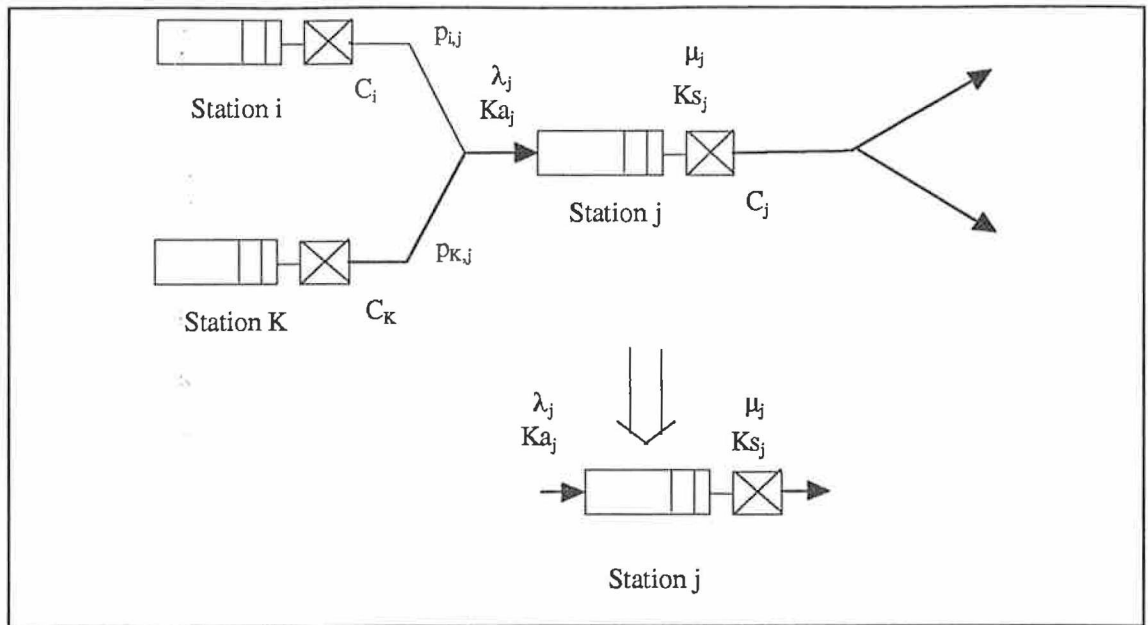 p_{i,j}
C_i
Station i
λ_j
Ka_j
μ_j
Ks_j
Station j
C_j
p_{K,j}
C_K
Station K
λ_j
Ka_j
μ_j
Ks_j
Station j